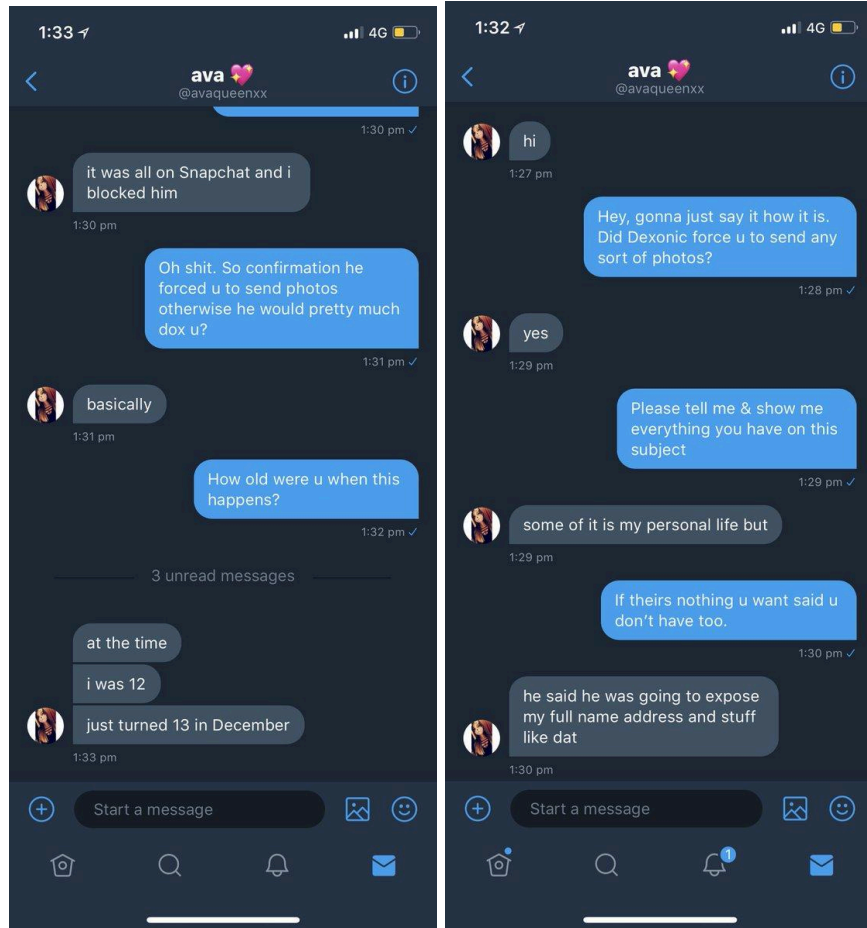 1:33
4G
ava 💖
@avaqueenxx
1:30 pm ✓
it was all on Snapchat and i
blocked him
1:30 pm
Oh shit. So confirmation he
forced u to send photos
otherwise he would pretty much
dox u?
1:31 pm ✓
basically
1:31 pm
How old were u when this
happens?
1:32 pm ✓
3 unread messages
at the time
i was 12
just turned 13 in December
1:33 pm
Start a message
1:32
4G
ava 💖
@avaqueenxx
hi
1:27 pm
Hey, gonna just say it how it is.
Did Dexonic force u to send any
sort of photos?
1:28 pm ✓
yes
1:29 pm
Please tell me & show me
everything you have on this
subject
1:29 pm ✓
some of it is my personal life but
1:29 pm
If theirs nothing u want said u
don't have too.
1:30 pm ✓
he said he was going to expose
my full name address and stuff
like dat
1:30 pm
Start a message
1